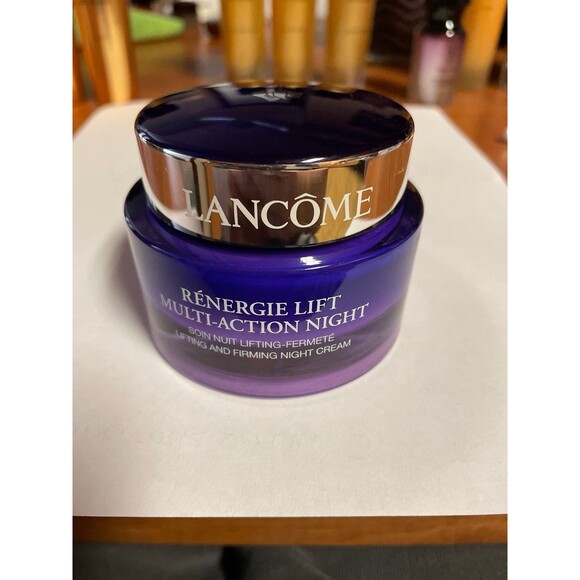 LANCÔME
RÉNERGIE LIFT
MULTI-ACTION NIGHT
SOIN NUIT LIFTING-FERMETÉ
LIFTING AND FIRMING NIGHT CREAM